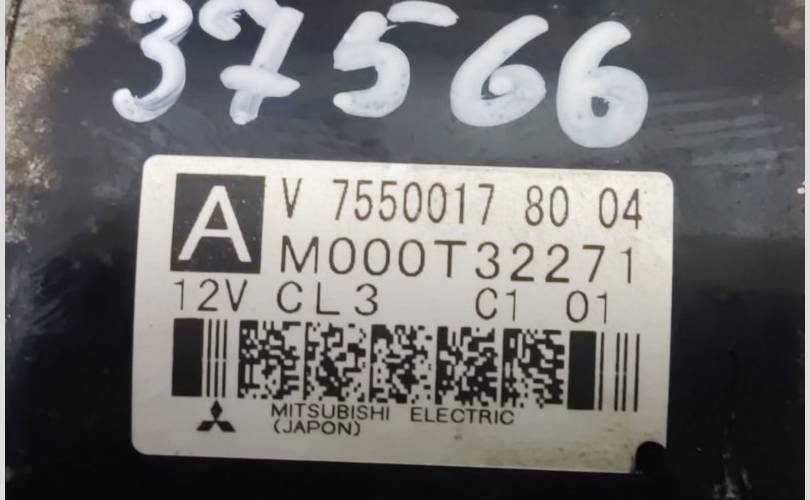 37566
A V 7550017 80 04
M000T32271
12V CL3 C1 01
MITSUBISHI ELECTRIC
(JAPON)